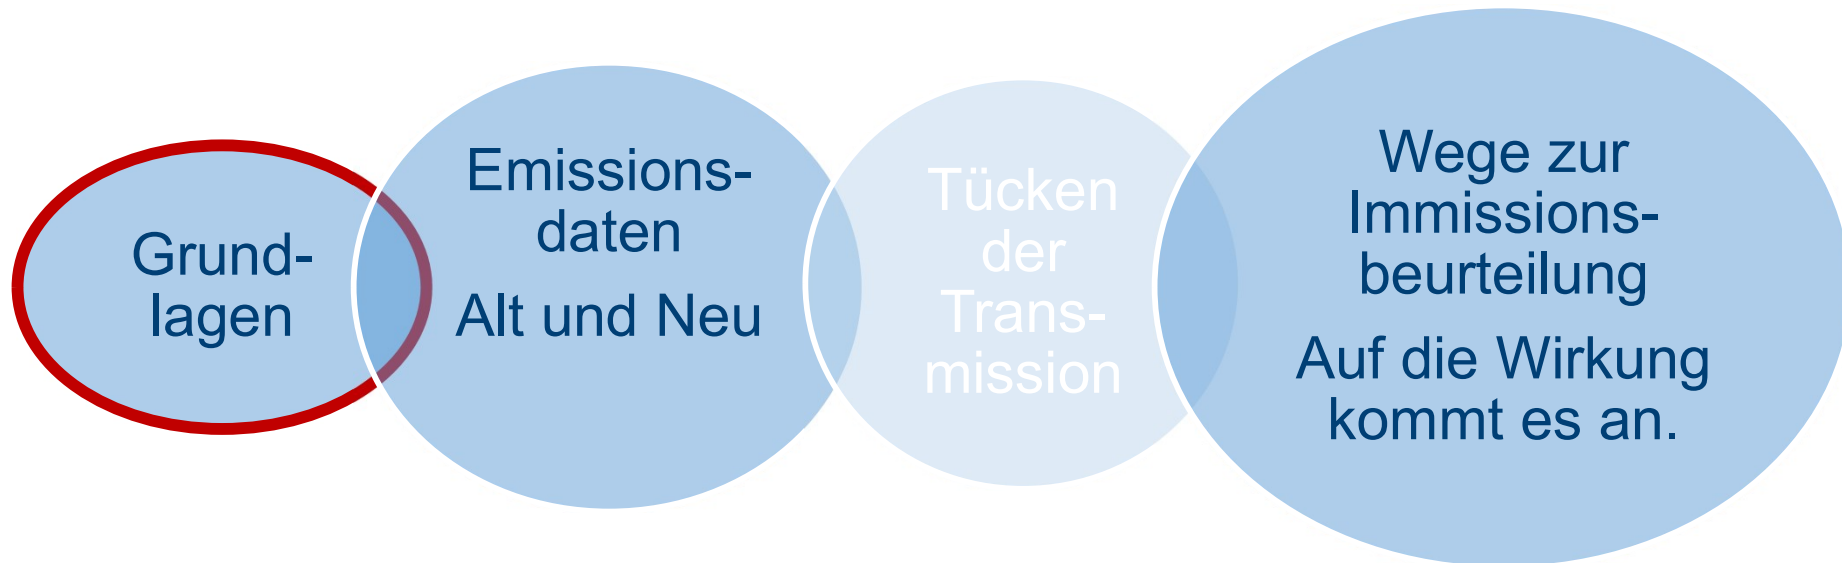 Grund-
lagen
Emissions-
daten
Alt und Neu
Tücken
der
Trans-
mission
Wege zur
Immissions-
beurteilung
Auf die Wirkung
kommt es an.